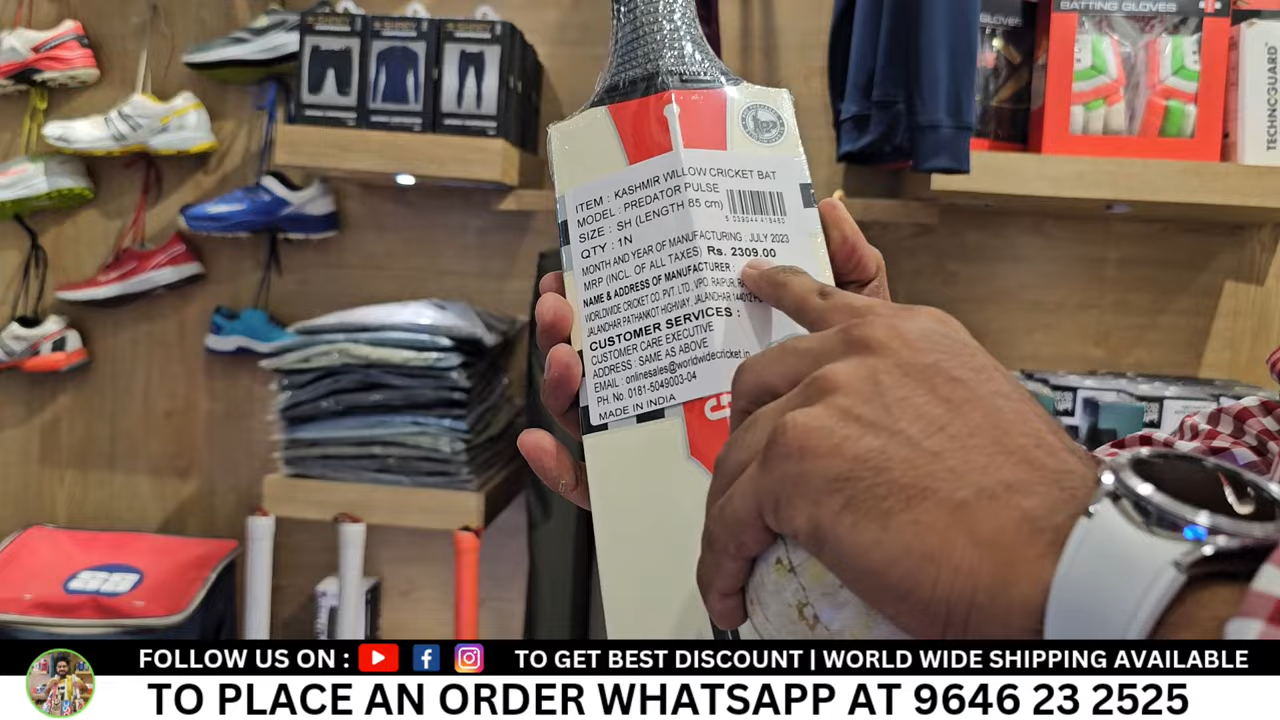 BATTING GLOVES
GLOVES
TECHNOGUARD
ITEM : KASHMIR WILLOW CRICKET BAT
MODEL : PREDATOR PULSE
SIZE : SH (LENGTH 85 cm)
QTY : 1N
MONTH AND YEAR OF MANUFACTURING : JULY 2023
MRP (INCL. OF ALL TAXES) Rs. 2309.00
NAME & ADDRESS OF MANUFACTURER :
WORLDWIDE CRICKET CO. PVT. LTD., VPO. RAIPUR,
JALANDHAR PATHANKOT HIGHWAY, JALANDHAR 144012
CUSTOMER SERVICES :
CUSTOMER CARE EXECUTIVE
ADDRESS : SAME AS ABOVE
EMAIL : onlinesales@worldwidecricket.in
PH. No. 0181-5049003-04
MADE IN INDIA
FOLLOW US ON : TO GET BEST DISCOUNT | WORLD WIDE SHIPPING AVAILABLE
TO PLACE AN ORDER WHATSAPP AT 9646 23 2525